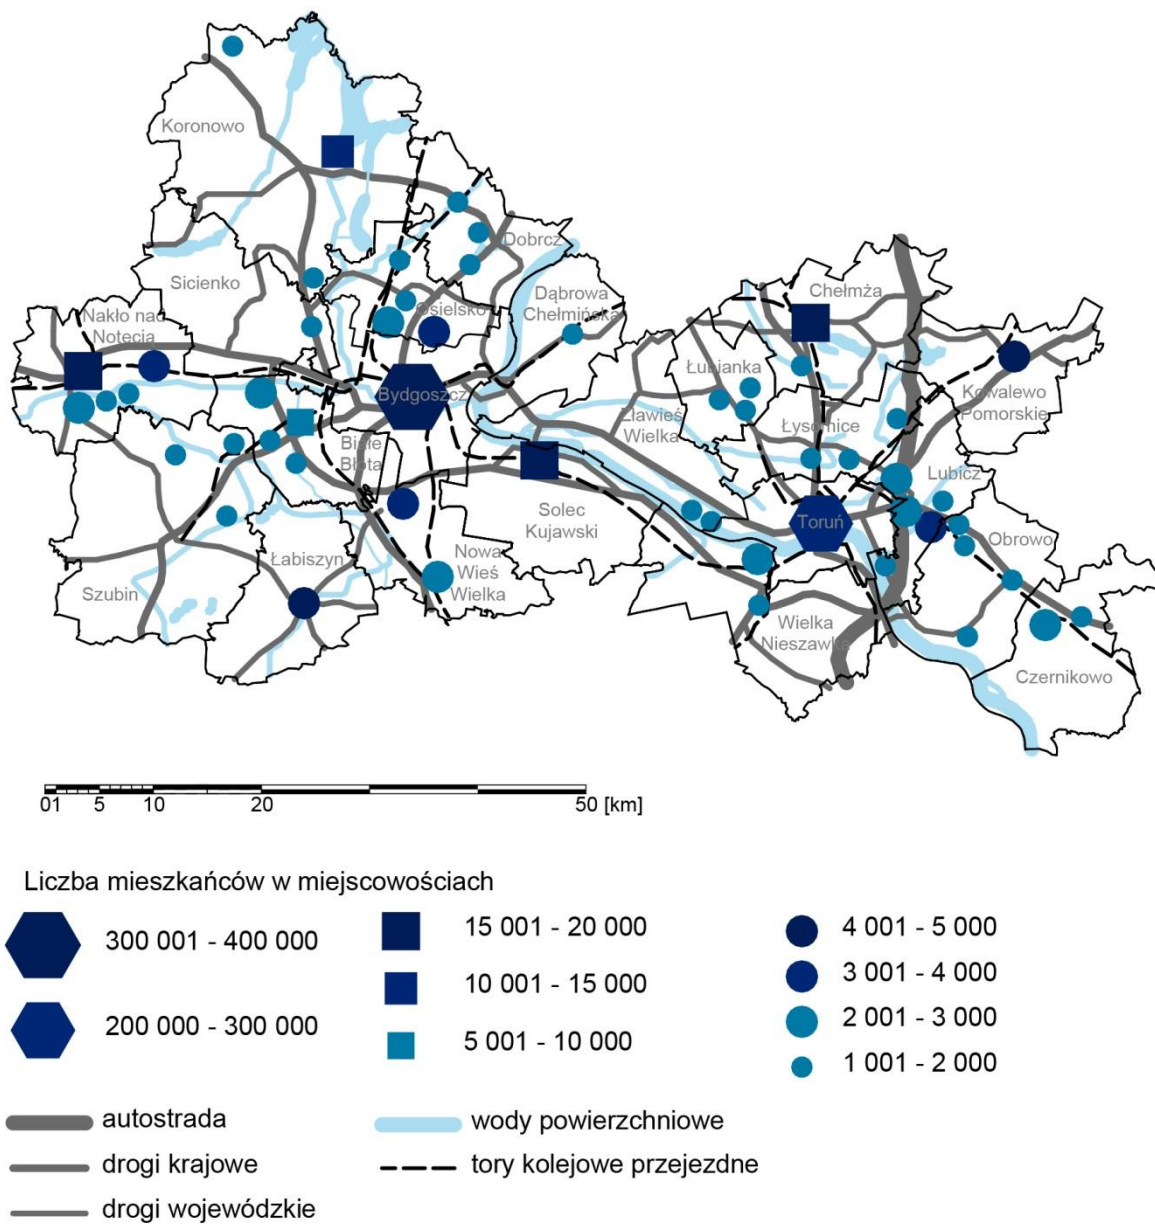 Koronowo
Dobrcz
Sicienko
Dąbrowa
Chełmińska
Chełmża
Nakło nad
Notecią
Osielsko
Łubianka
Bydgoszcz
Kowalewo
Pomorskie
Zławieś
Wielka
Łysomice
Białe
Błota
Lubicz
Solec
Kujawski
Toruń
Obrowo
Łabiszyn
Nowa
Wieś
Wielka
Szubin
Wielka
Nieszawka
Czernikowo
01 5 10 20 50 [km]
Liczba mieszkańców w miejscowościach
300 001 - 400 000
200 000 - 300 000
15 001 - 20 000
10 001 - 15 000
5 001 - 10 000
4 001 - 5 000
3 001 - 4 000
2 001 - 3 000
1 001 - 2 000
autostrada
drogi krajowe
drogi wojewódzkie
wody powierzchniowe
tory kolejowe przejezdne